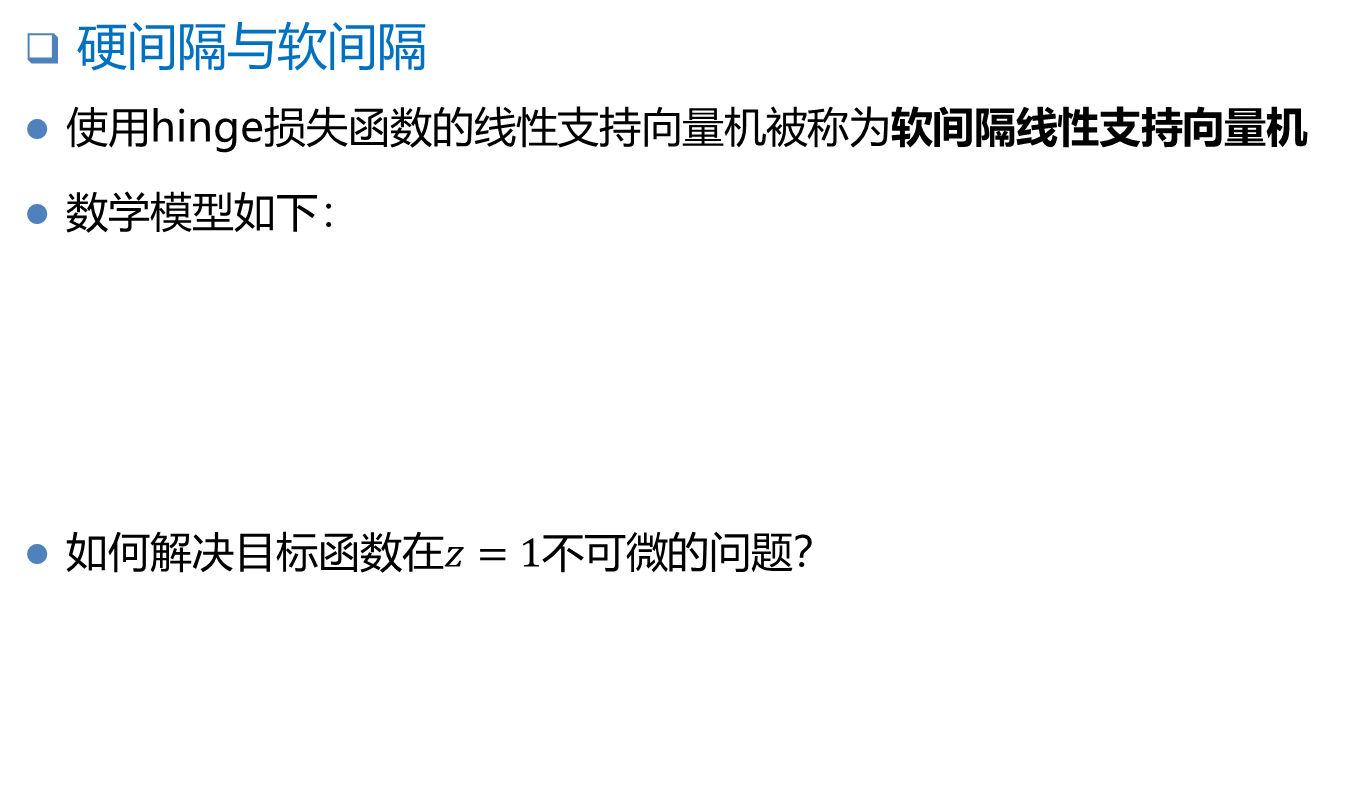 硬间隔与软间隔
使用hinge损失函数的线性支持向量机被称为软间隔线性支持向量机
数学模型如下：
如何解决目标函数在z = 1不可微的问题？